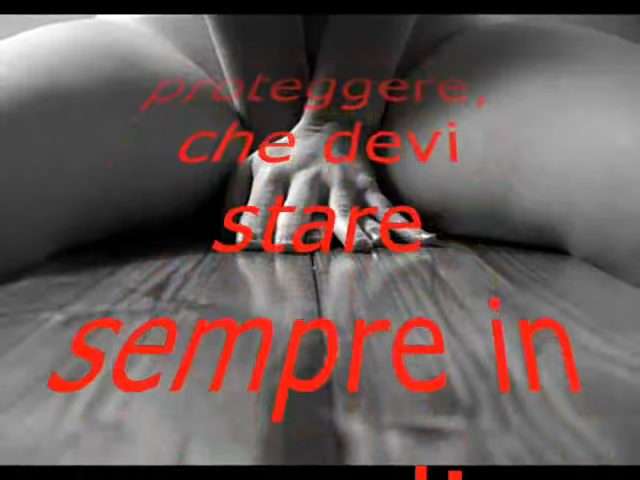 proteggere,
che devi
stare
sempre in